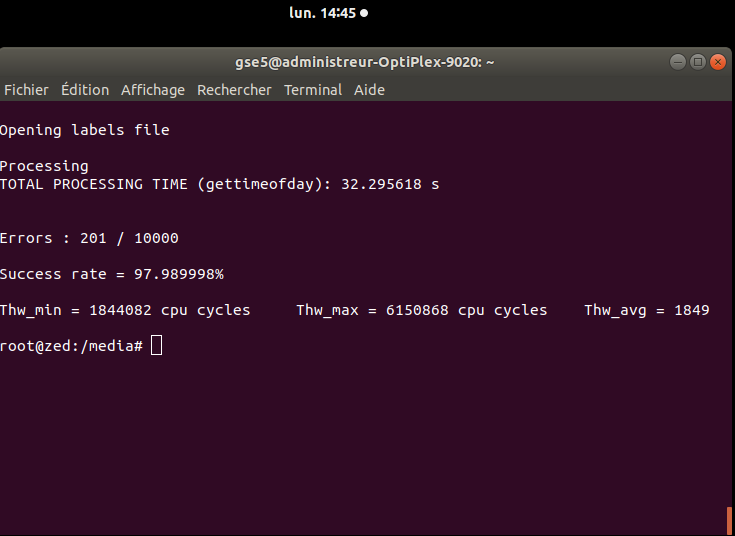 lun. 14:45
gse5@administreur-OptiPlex-9020: ~
Fichier Édition Affichage Rechercher Terminal Aide
Opening labels file
Processing
TOTAL PROCESSING TIME (gettimeofday): 32.295618 s
Errors : 201 / 10000
Success rate = 97.989998%
Thw_min = 1844082 cpu cycles Thw_max = 6150868 cpu cycles Thw_avg = 1849
root@zed:/media#